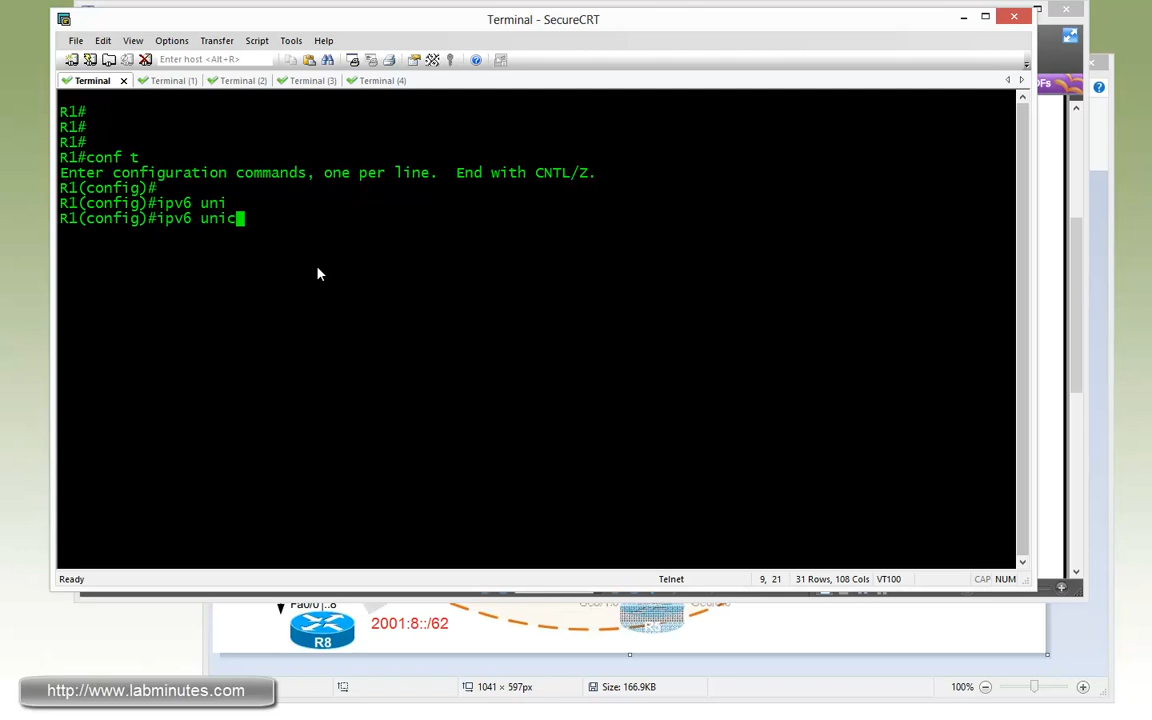 Terminal - SecureCRT
File Edit View Options Transfer Script Tools Help
Enter host <Alt+R>
Terminal Terminal (1) Terminal (2) Terminal (3) Terminal (4)
DFs
R1#
R1#
R1#
R1#conf t
Enter configuration commands, one per line.  End with CNTL/Z.
R1(config)#
R1(config)#ipv6 uni
R1(config)#ipv6 unic
Ready Telnet 9, 21 31 Rows, 108 Cols VT100 CAP NUM
Fa0/0 .:8
2001:8::/62
R8
http://www.labminutes.com
1041 × 597px Size: 166.9KB 100%